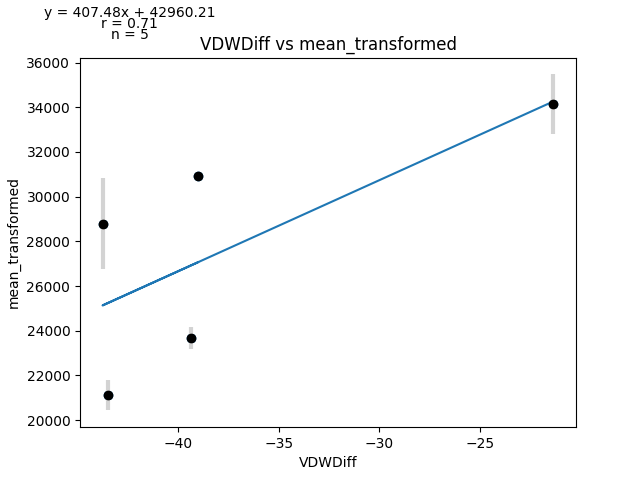 y = 407.48x + 42960.21
r = 0.71
n = 5
VDWDiff vs mean_transformed
36000
34000
32000
30000
28000
26000
24000
22000
20000
mean_transformed
−40
−35
−30
−25
VDWDiff